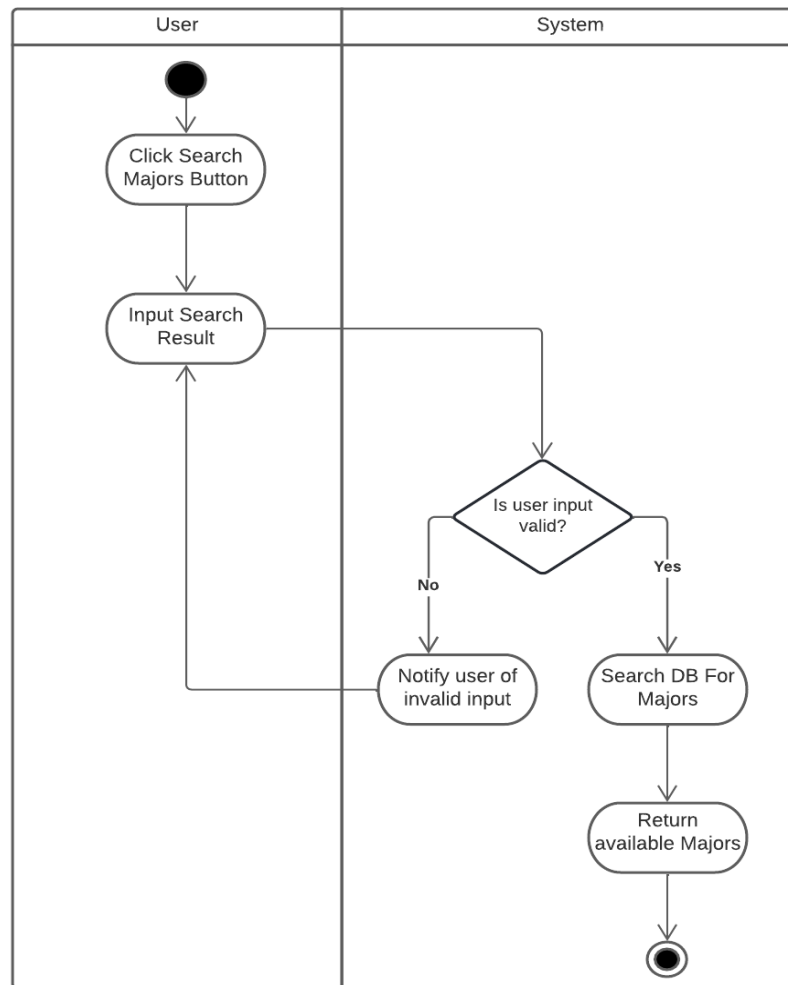 User
System
Click Search
Majors Button
Input Search
Result
Is user input
valid?
No
Yes
Notify user of
invalid input
Search DB For
Majors
Return
available Majors